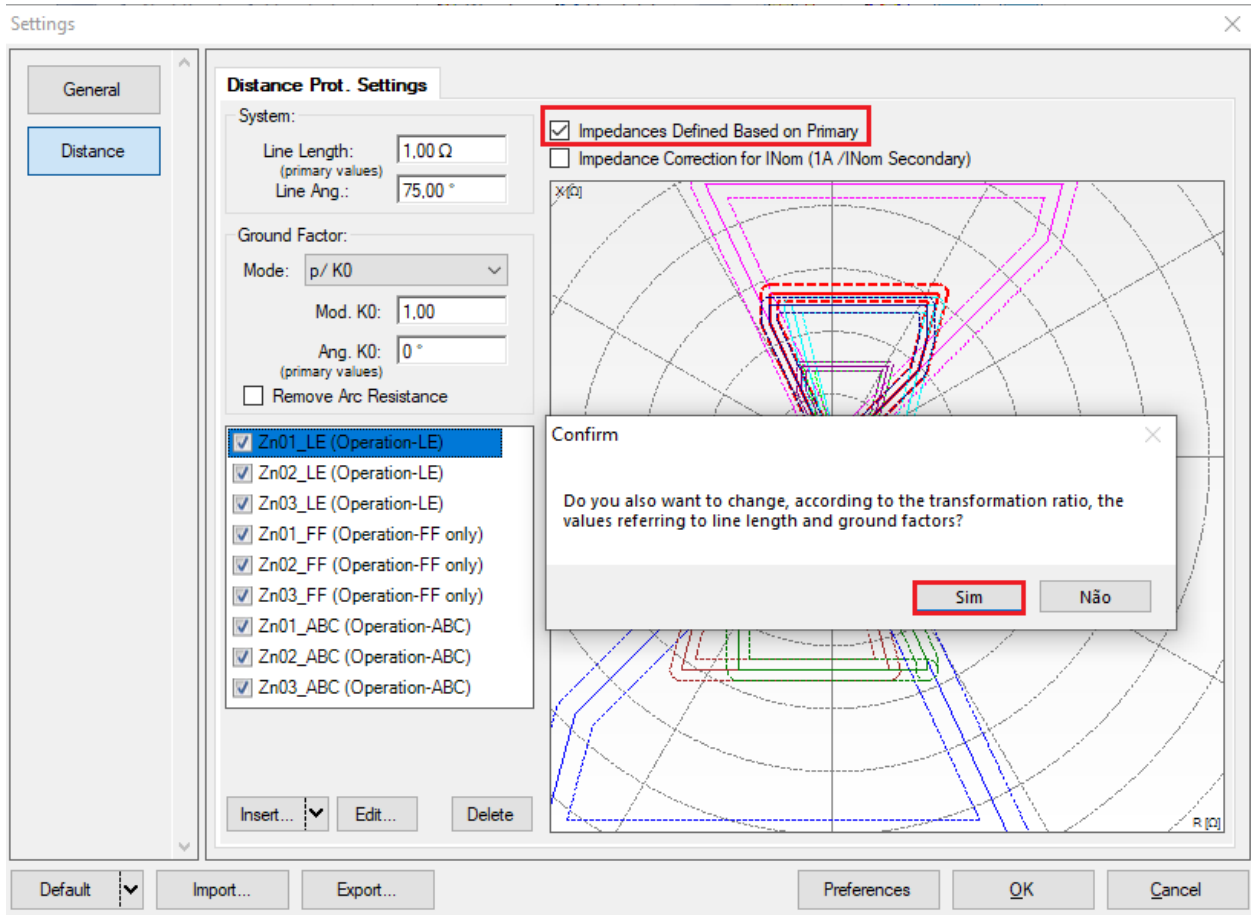 Settings
General
Distance
Distance Prot. Settings
System:
Line Length:
1,00 Ω
(primary values)
Line Ang.:
75,00 °
Ground Factor:
Mode:
p/ K0
Mod. K0:
1,00
Ang. K0:
0 °
(primary values)
Remove Arc Resistance
Zn01_LE (Operation-LE)
Zn02_LE (Operation-LE)
Zn03_LE (Operation-LE)
Zn01_FF (Operation-FF only)
Zn02_FF (Operation-FF only)
Zn03_FF (Operation-FF only)
Zn01_ABC (Operation-ABC)
Zn02_ABC (Operation-ABC)
Zn03_ABC (Operation-ABC)
Insert...
Edit...
Delete
Impedances Defined Based on Primary
Impedance Correction for INom (1A /INom Secondary)
X [Ω]
Confirm
Do you also want to change, according to the transformation ratio, the
values referring to line length and ground factors?
Sim
Não
R [Ω]
Default
Import...
Export...
Preferences
OK
Cancel